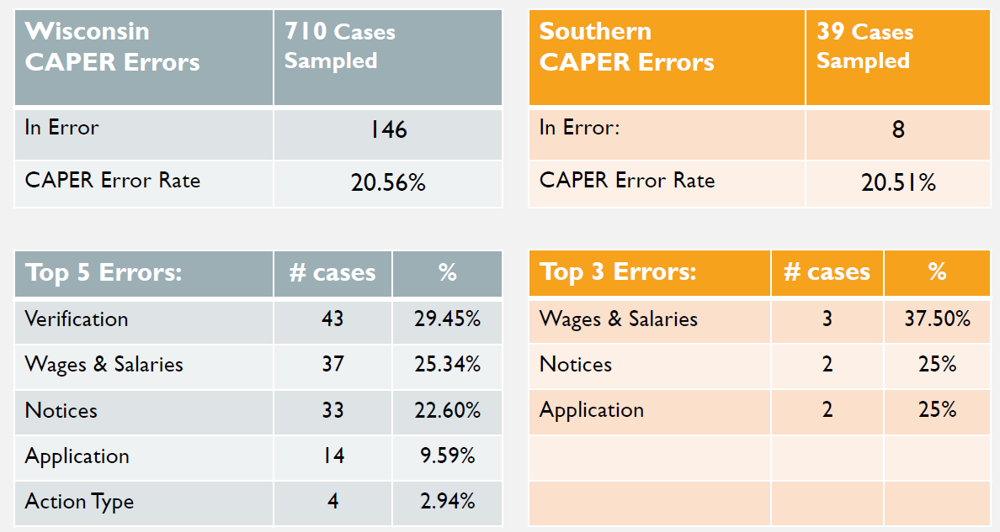 Wisconsin
CAPER Errors
710 Cases
Sampled
In Error
146
CAPER Error Rate
20.56%
Southern
CAPER Errors
39 Cases
Sampled
In Error:
8
CAPER Error Rate
20.51%
Top 5 Errors:
# cases
%
Verification
43
29.45%
Wages & Salaries
37
25.34%
Notices
33
22.60%
Application
14
9.59%
Action Type
4
2.94%
Top 3 Errors:
# cases
%
Wages & Salaries
3
37.50%
Notices
2
25%
Application
2
25%